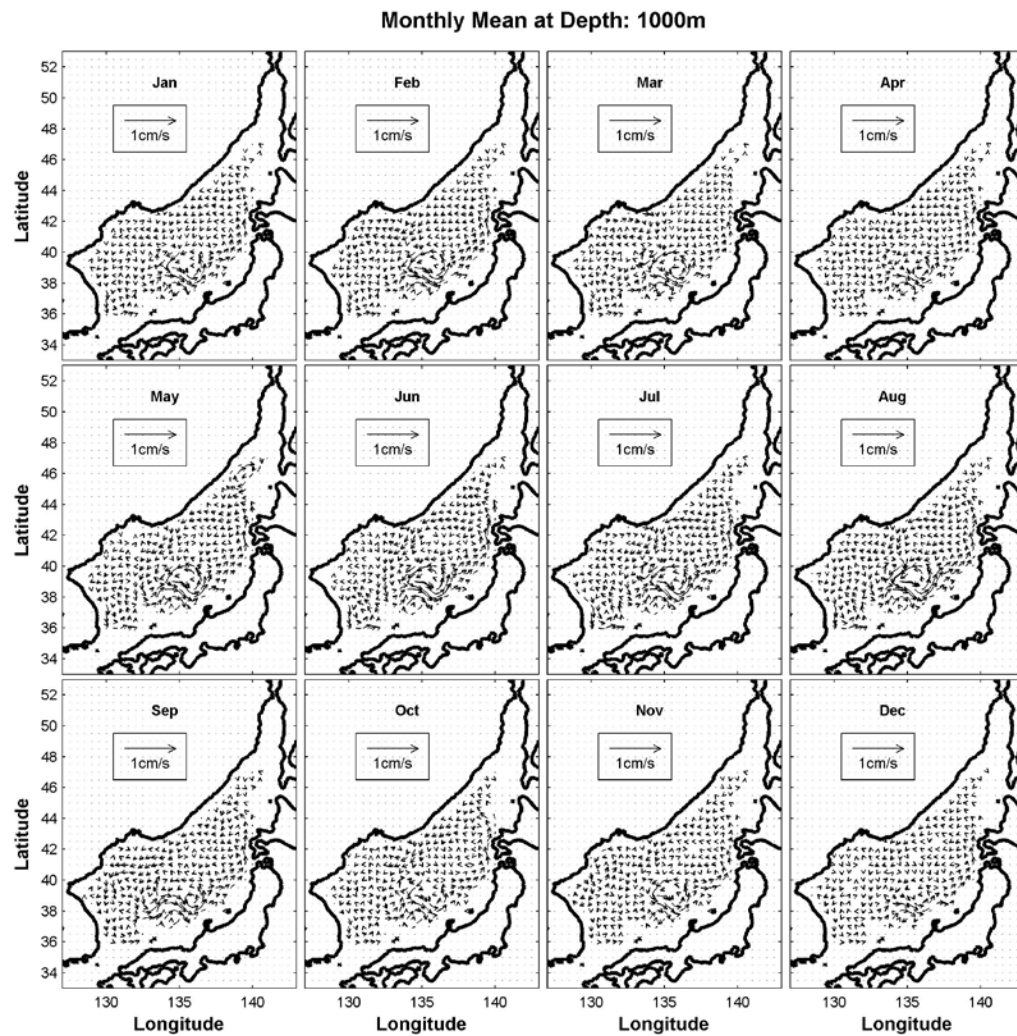 Monthly Mean at Depth: 1000m
Jan Feb Mar Apr
1cm/s 1cm/s 1cm/s 1cm/s
52
50
48
46
44
42
40
38
36
34
Latitude
May Jun Jul Aug
1cm/s 1cm/s 1cm/s 1cm/s
52
50
48
46
44
42
40
38
36
34
Latitude
Sep Oct Nov Dec
1cm/s 1cm/s 1cm/s 1cm/s
52
50
48
46
44
42
40
38
36
34
Latitude
130 135 140 130 135 140 130 135 140 130 135 140
Longitude Longitude Longitude Longitude